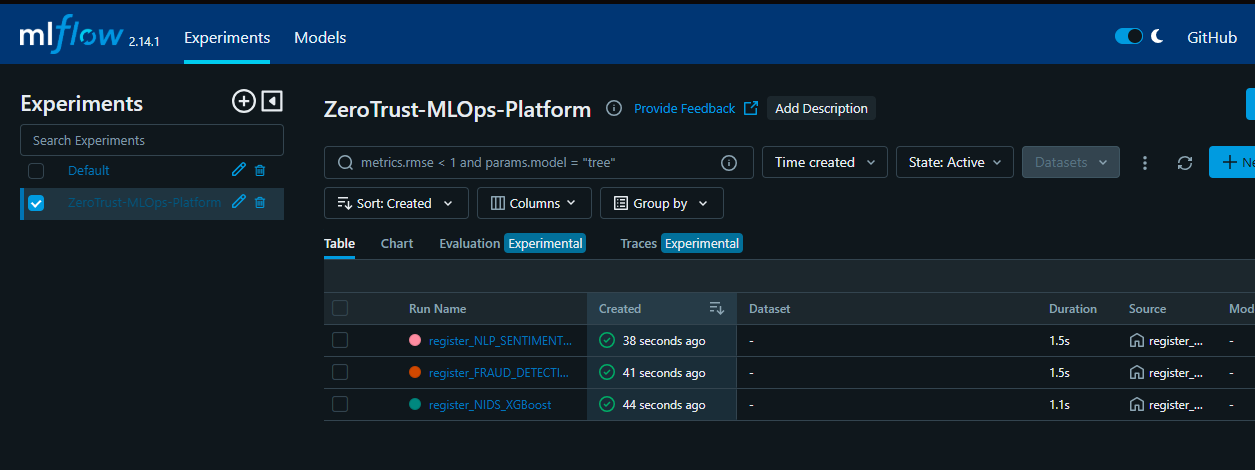 mlflow 2.14.1 Experiments Models GitHub
Experiments
Search Experiments
Default
ZeroTrust-MLOps-Platform
ZeroTrust-MLOps-Platform Provide Feedback Add Description
metrics.rmse < 1 and params.model = "tree" Time created State: Active Datasets + Ne
Sort: Created Columns Group by
Table Chart Evaluation Experimental Traces Experimental
Run Name Created Dataset Duration Source Mod
register_NLP_SENTIMENT... 38 seconds ago - 1.5s register_... -
register_FRAUD_DETECTI... 41 seconds ago - 1.5s register_... -
register_NIDS_XGBoost 44 seconds ago - 1.1s register_... -